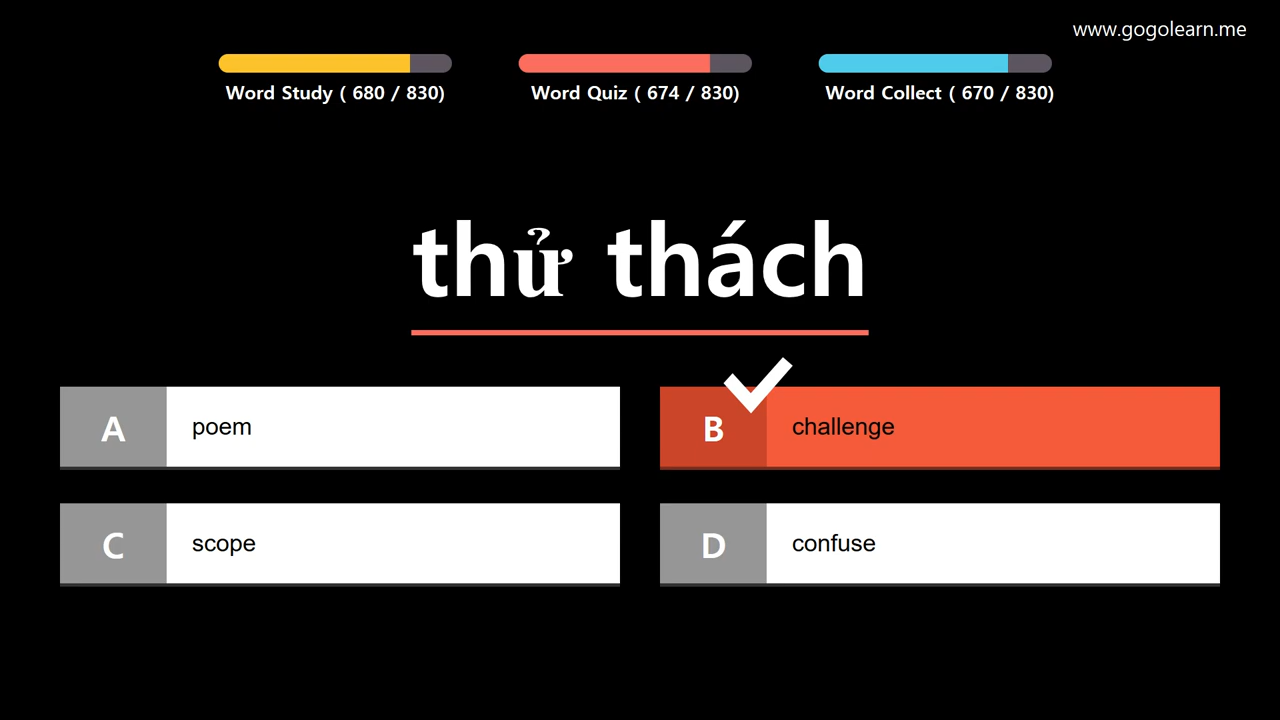 www.gogolearn.me
Word Study ( 680 / 830)
Word Quiz ( 674 / 830)
Word Collect ( 670 / 830)
thử thách
A poem
B challenge
C scope
D confuse